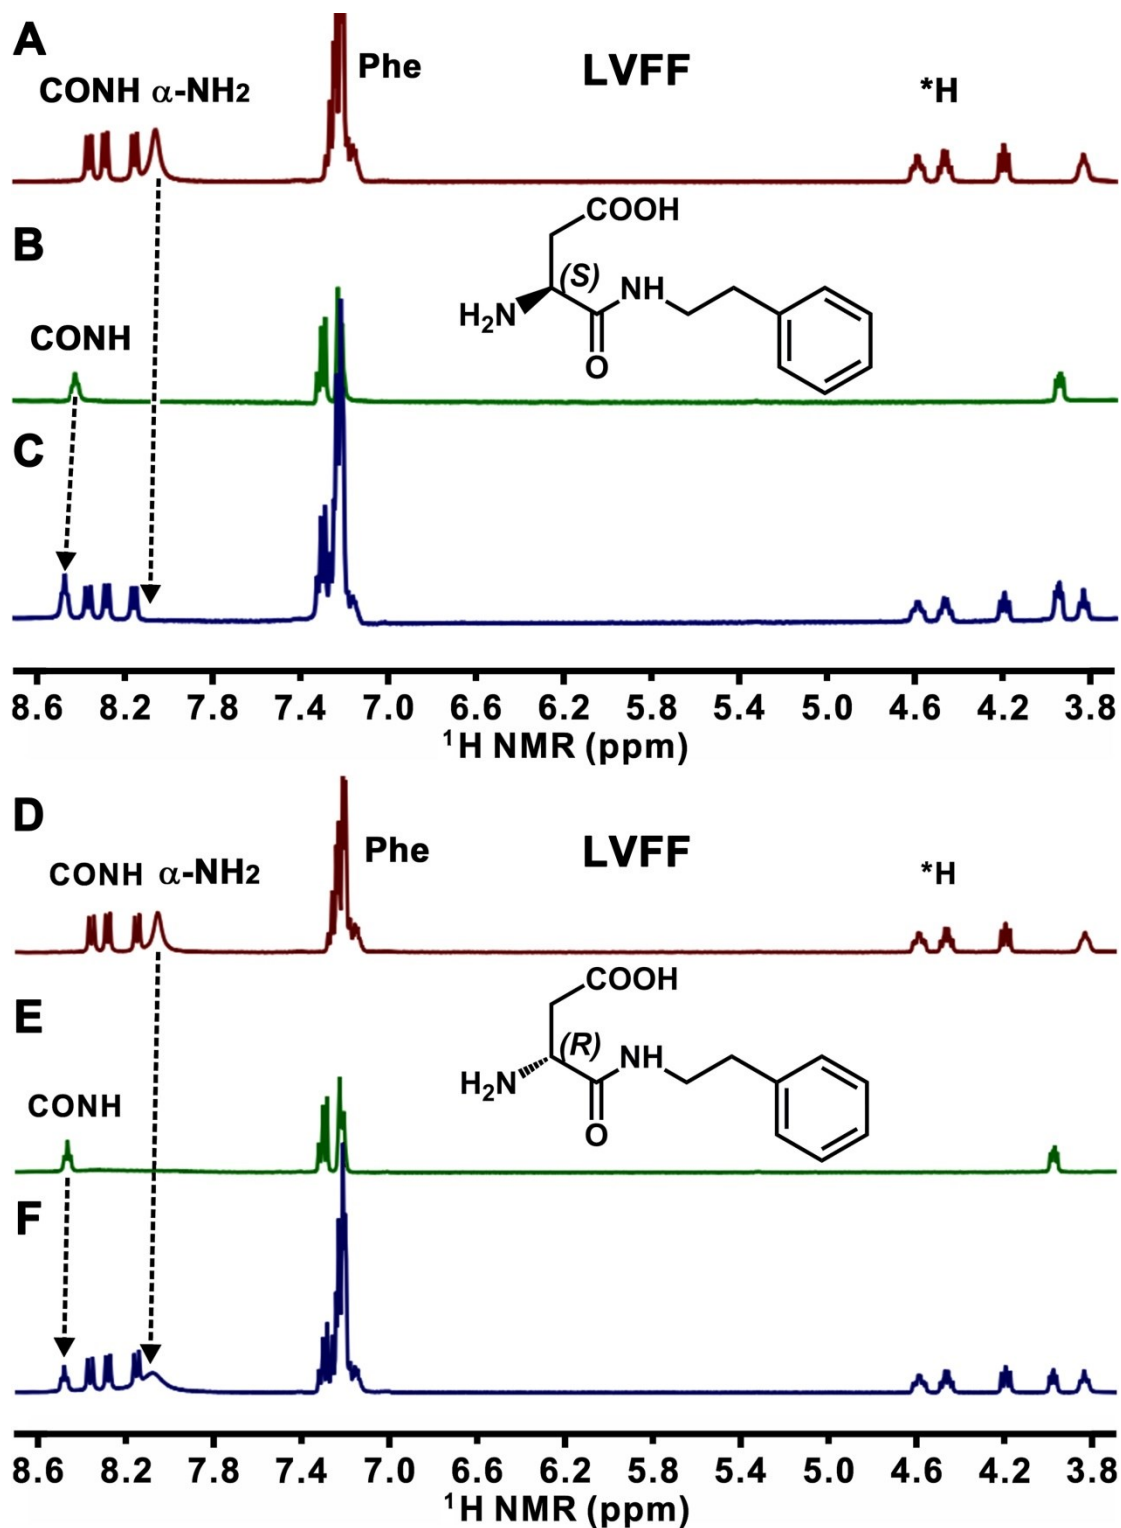 A
CONH α-NH2
Phe
LVFF
*H
B
CONH
COOH
(S)
NH
H2N
O
C
8.6 8.2 7.8 7.4 7.0 6.6 6.2 5.8 5.4 5.0 4.6 4.2 3.8
1H NMR (ppm)
D
CONH α-NH2
Phe
LVFF
*H
E
CONH
COOH
(R)
NH
H2N
O
F
8.6 8.2 7.8 7.4 7.0 6.6 6.2 5.8 5.4 5.0 4.6 4.2 3.8
1H NMR (ppm)